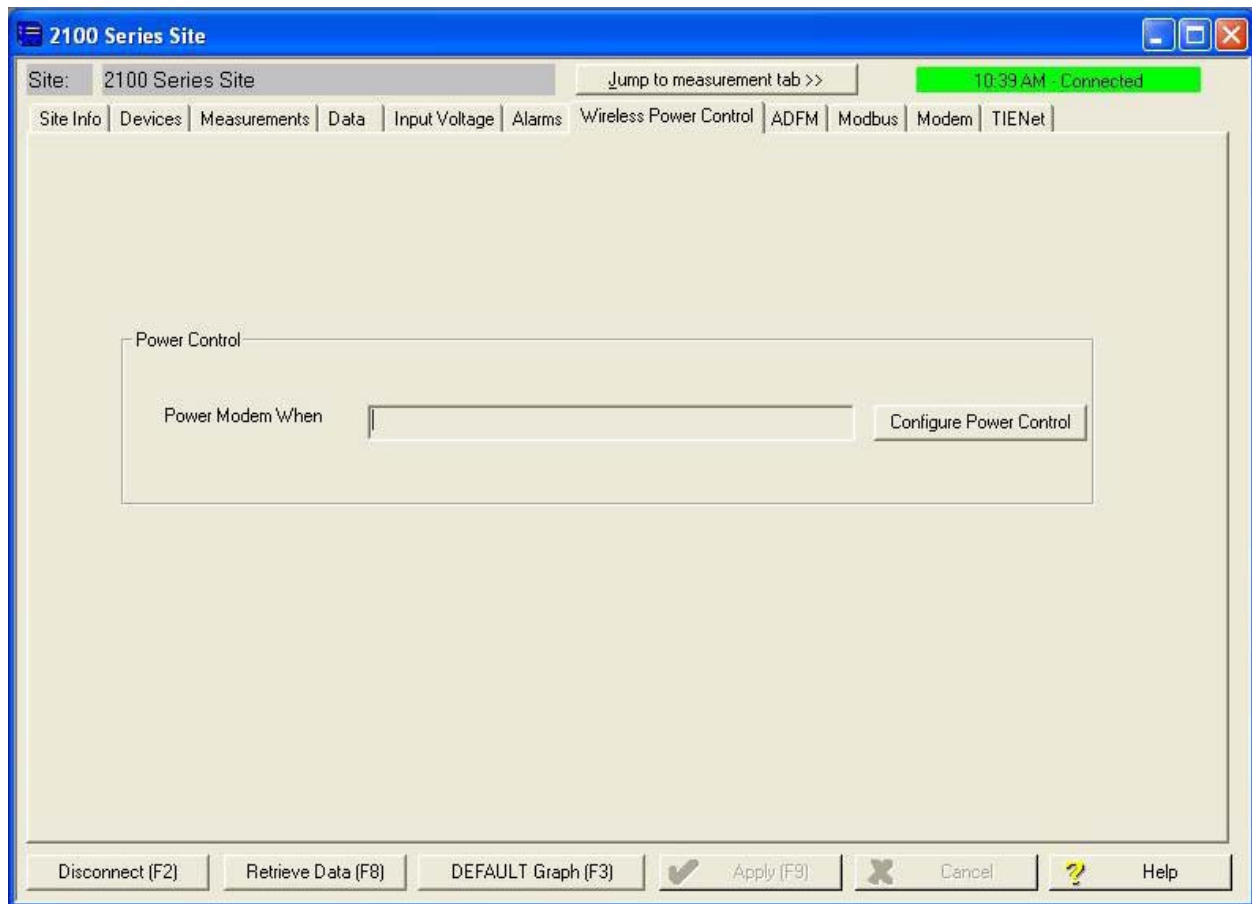 2100 Series Site
Site: 2100 Series Site Jump to measurement tab >> 10:39 AM - Connected
Site Info Devices Measurements Data Input Voltage Alarms Wireless Power Control ADFM Modbus Modem TIENet
Power Control
Power Modem When Configure Power Control
Disconnect (F2) Retrieve Data (F8) DEFAULT Graph (F3) Apply (F9) Cancel Help